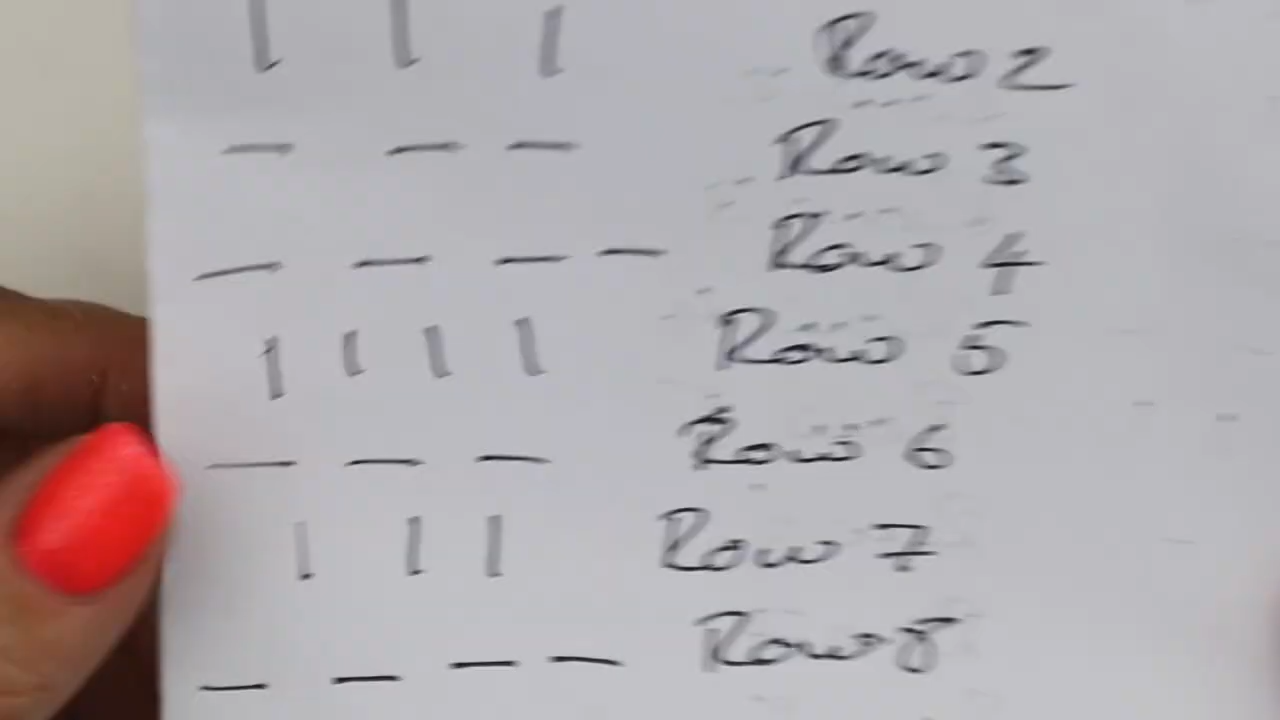 | | | Row 2
— — — Row 3
— — — — Row 4
| | | | Row 5
— — — Row 6
| | | Row 7
— — — — Row 8